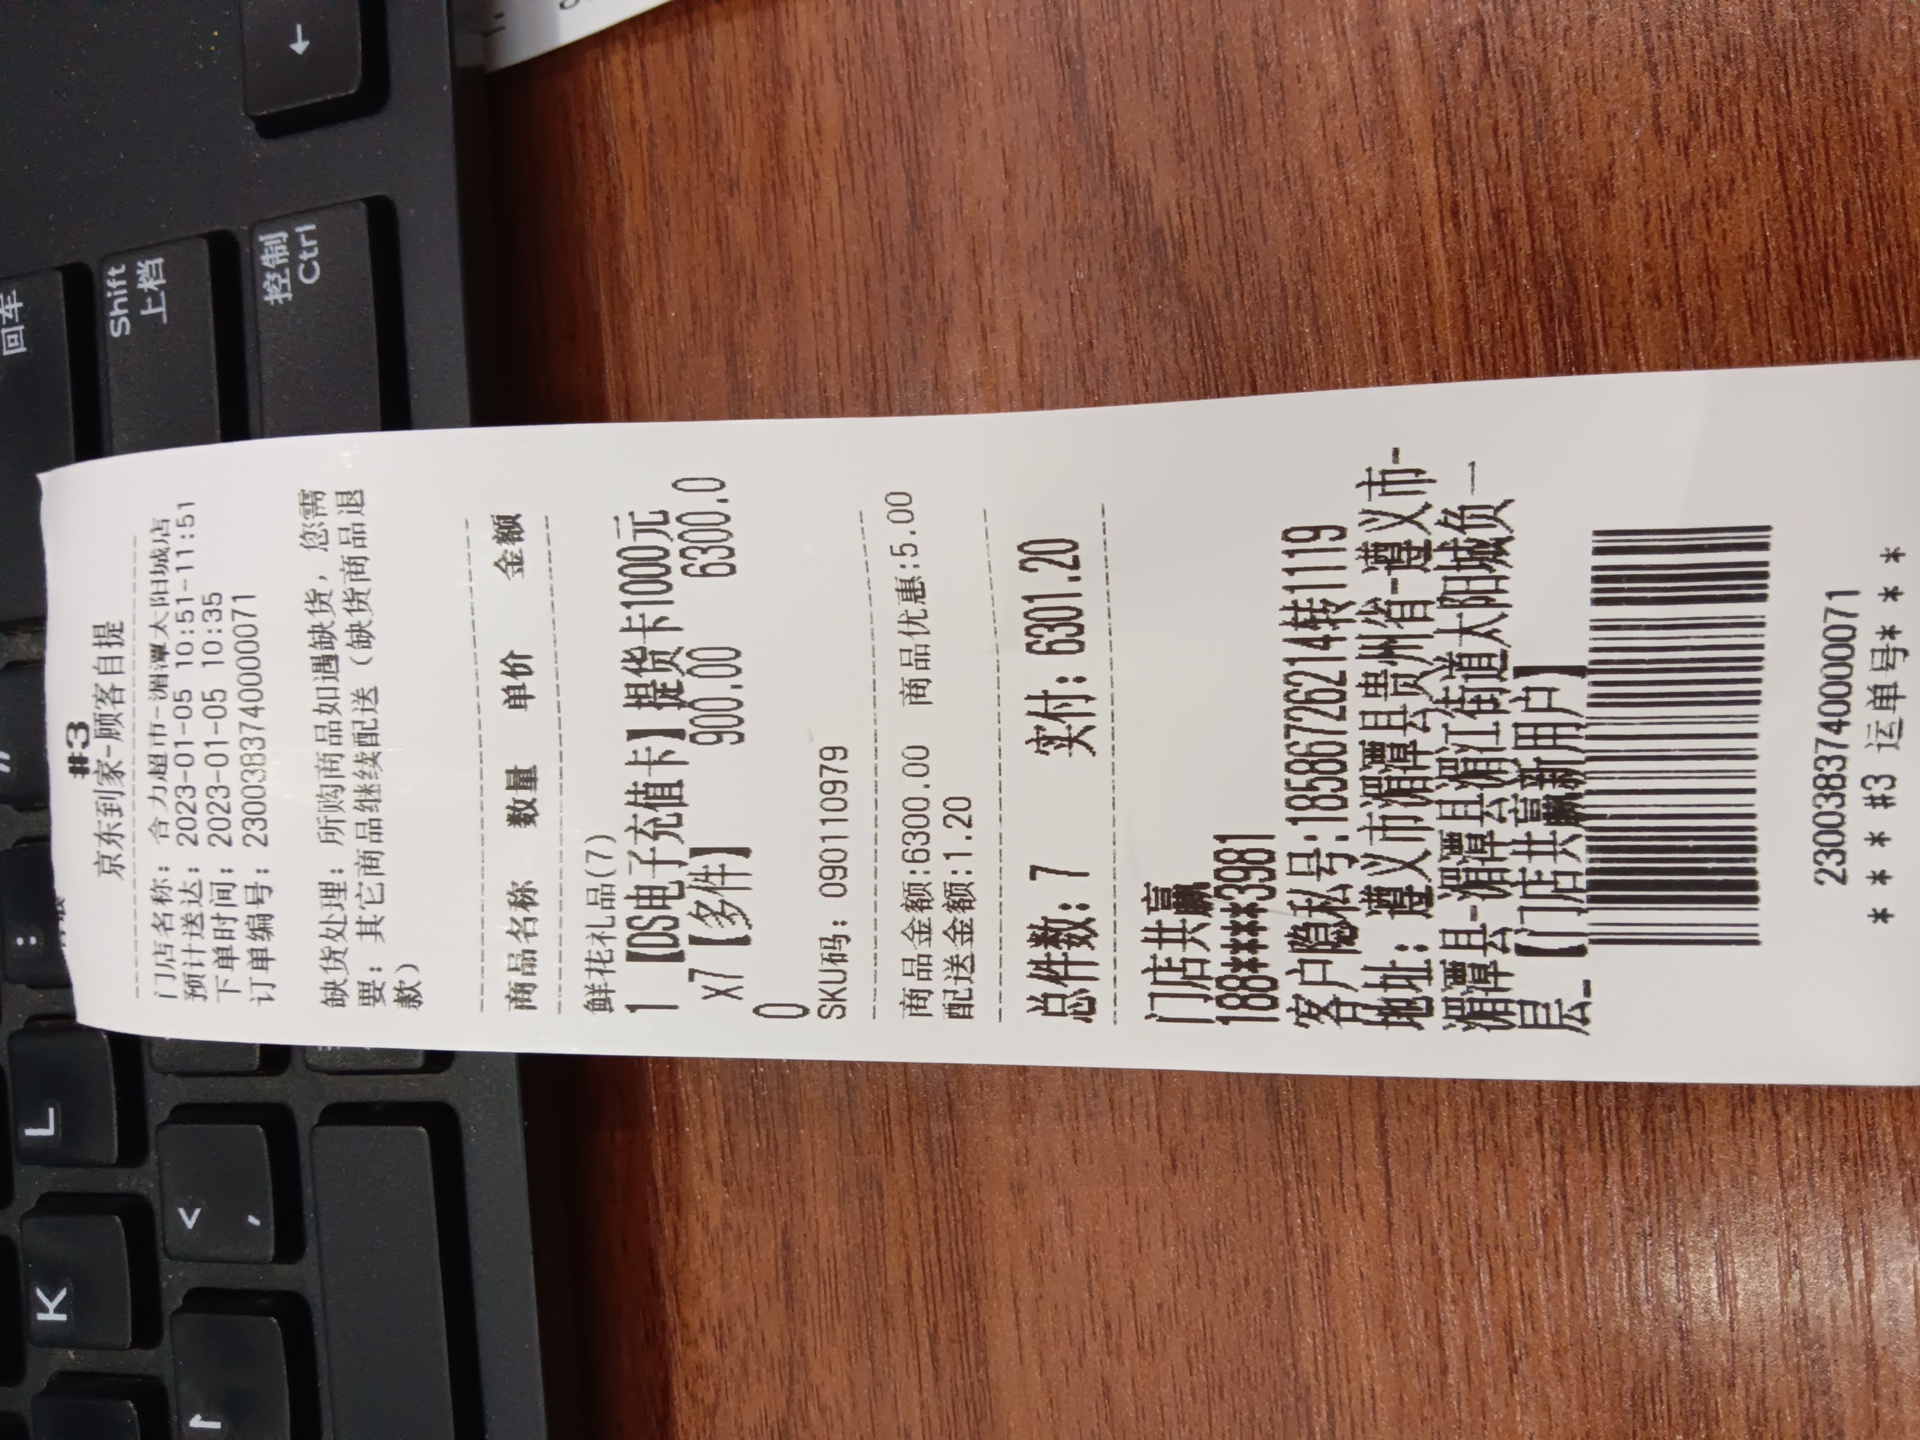 #3
京东到家-顾客自提
门店名称：合力超市-湄潭太阳城店
预计送达：2023-01-05 10:51-11:51
下单时间：2023-01-05 10:35
订单编号：2300383740000071
缺货处理：所购商品如遇缺货，您需
要：其它商品继续配送（缺货商品退
款）
商品名称 数量 单价 金额
鲜花礼品(7)
1 【DS电子充值卡】提货卡1000元
x7【多件】 900.00 6300.0
0
SKU码：090110979
商品金额:6300.00 商品优惠:5.00
配送金额:1.20
总件数：7 实付：6301.20
门店共赢
188****3981
客户隐私号:18586726214转1119
地址：遵义市湄潭县贵州省-遵义市-
湄潭县-湄潭县湄江街道太阳城负一
层_【门店共赢新用户】
2300383740000071
* * * * #3 运单号* * * *
回车
Shift
上档
控制
Ctrl
←
L
K
:
<
,